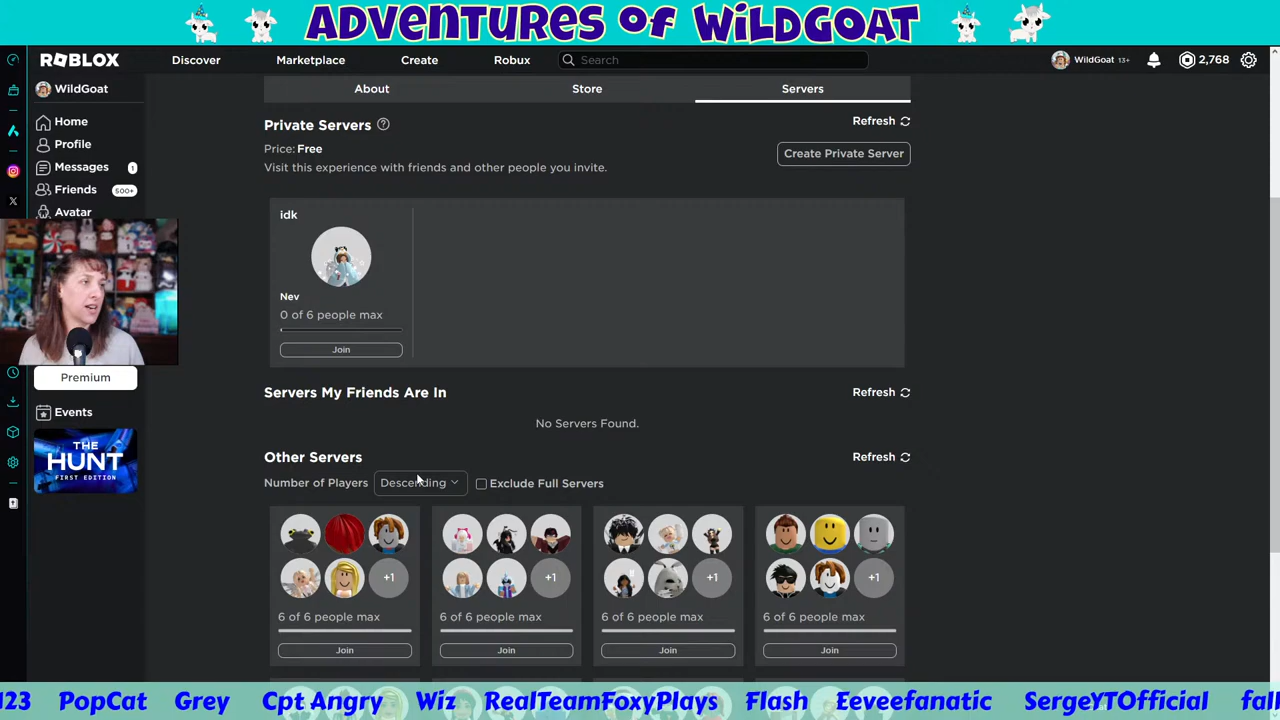 ADVENTURES OF WILDGOAT
ROBLOX Discover Marketplace Create Robux Search WildGoat 13+ 2,768
WildGoat
Home
Profile
Messages 1
Friends 500+
Avatar
Premium
Events
THE HUNT
FIRST EDITION
About Store Servers
Private Servers Refresh
Price: Free
Create Private Server
Visit this experience with friends and other people you invite.
idk
Nev
0 of 6 people max
Join
Servers My Friends Are In Refresh
No Servers Found.
Other Servers Refresh
Number of Players Descending Exclude Full Servers
+1 +1 +1 +1
6 of 6 people max 6 of 6 people max 6 of 6 people max 6 of 6 people max
Join Join Join Join
123 PopCat Grey Cpt Angry Wiz RealTeamFoxyPlays Flash Eeveefanatic SergeYTOfficial fall